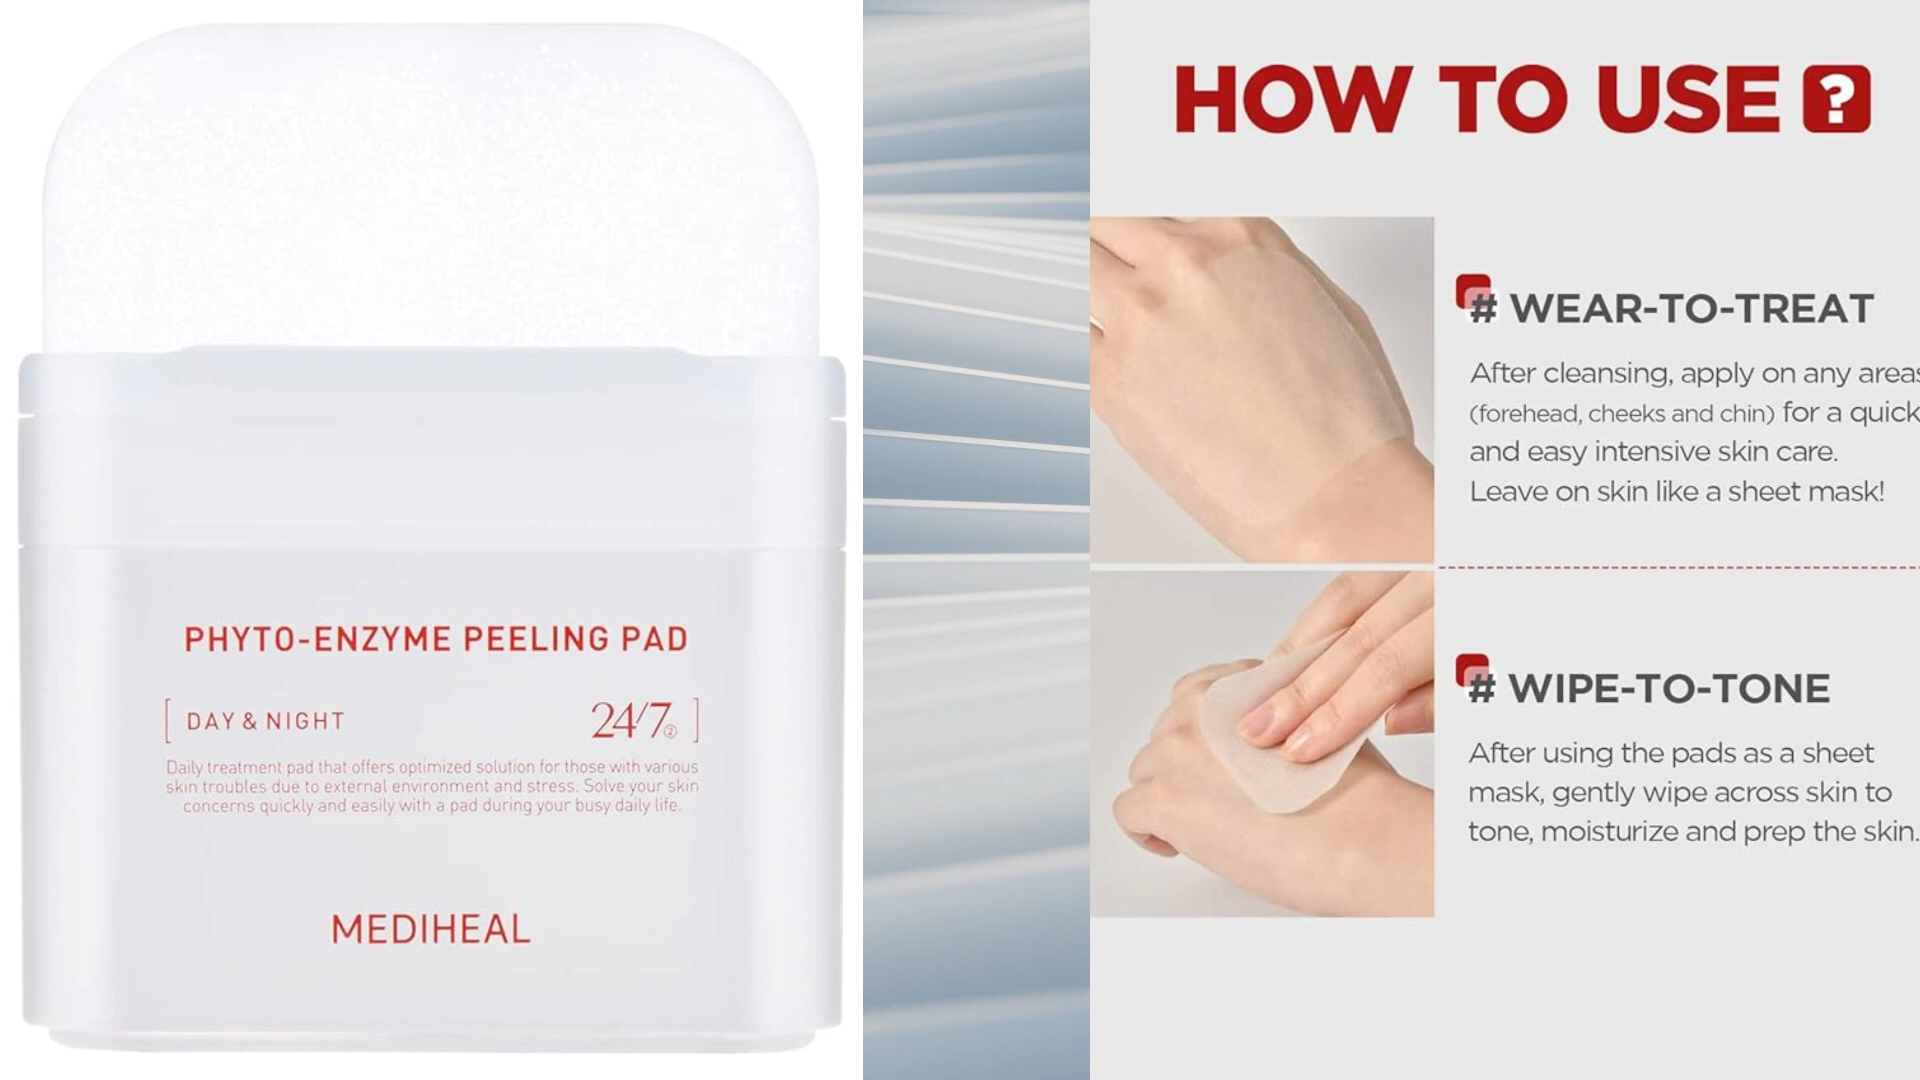 PHYTO-ENZYME PEELING PAD
[ DAY & NIGHT 24/7② ]
Daily treatment pad that offers optimized solution for those with various
skin troubles due to external environment and stress. Solve your skin
concerns quickly and easily with a pad during your busy daily life.
MEDIHEAL
HOW TO USE ?
# WEAR-TO-TREAT
After cleansing, apply on any areas
(forehead, cheeks and chin) for a quick
and easy intensive skin care.
Leave on skin like a sheet mask!
# WIPE-TO-TONE
After using the pads as a sheet
mask, gently wipe across skin to
tone, moisturize and prep the skin.